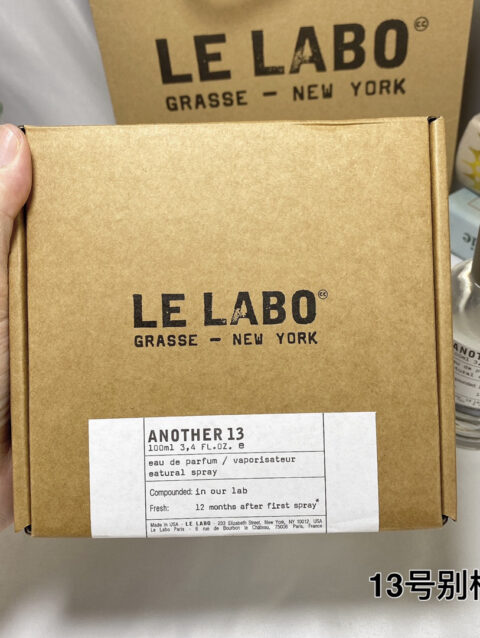 LE LABO
GRASSE — NEW YORK
LE LABO
GRASSE — NEW YORK
ANOTHER 13
100ml 3,4 FL.OZ. e
eau de parfum / vaporisateur
eatural spray
Compounded: in our lab
Fresh: 12 months after first spray*
Made in USA - LE LABO - 233 Elizabeth Street, New York, NY 10012, USA
Le Labo Paris - 6 rue de Bourbon le Château, 75006 Paris, France
13号别